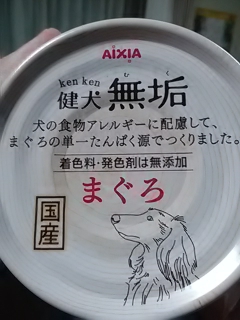 AIXIA
ken ken
む く
健犬 無垢
犬の食物アレルギーに配慮して、
まぐろの単一たんぱく源でつくりました。
着色料・発色剤は無添加
まぐろ
国産